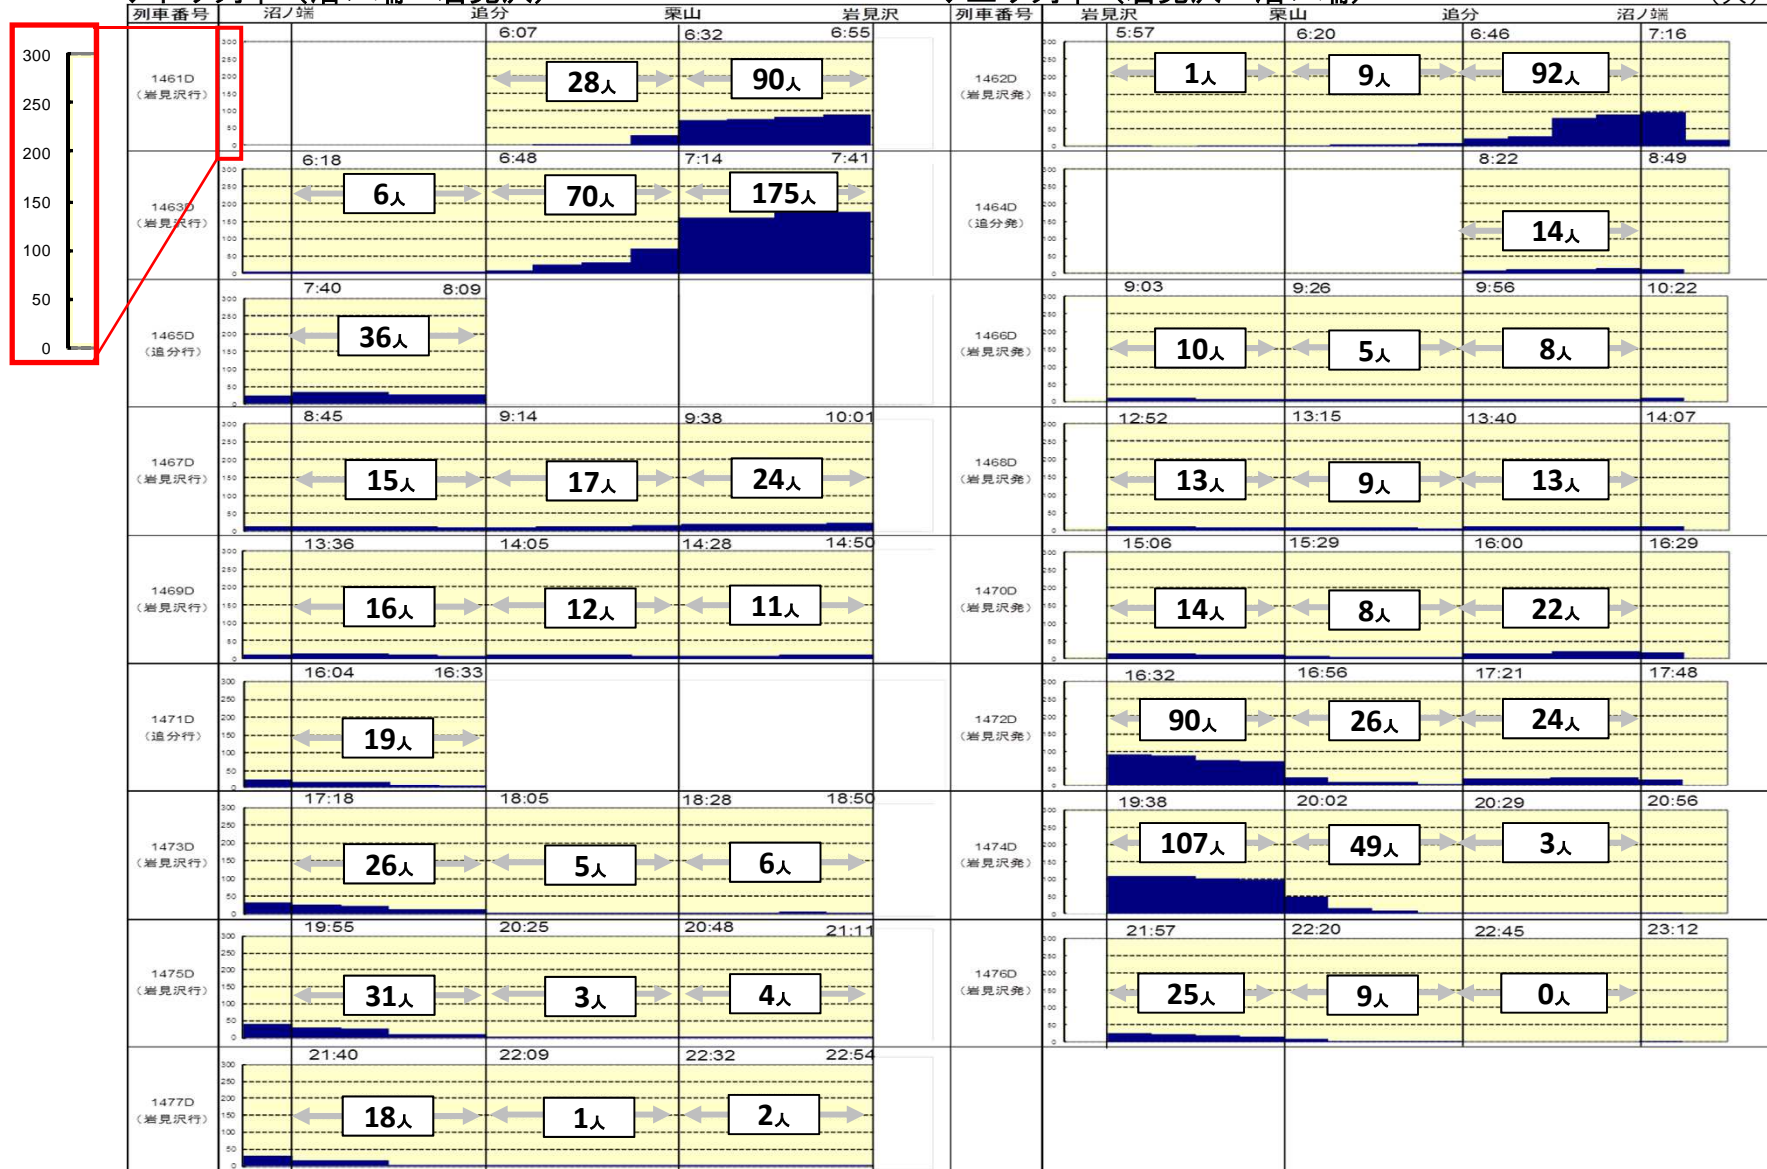 列車番号 沼ノ端 追分 栗山 岩見沢
300
250
200
150
100
50
0
1461D
(岩見沢行)
6:07 6:32 6:55
28人 90人
1463D
(岩見沢行)
6:18 6:48 7:14 7:41
6人 70人 175人
1465D
(追分行)
7:40 8:09
36人
1467D
(岩見沢行)
8:45 9:14 9:38 10:01
15人 17人 24人
1469D
(岩見沢行)
13:36 14:05 14:28 14:50
16人 12人 11人
1471D
(追分行)
16:04 16:33
19人
1473D
(岩見沢行)
17:18 18:05 18:28 18:50
26人 5人 6人
1475D
(岩見沢行)
19:55 20:25 20:48 21:11
31人 3人 4人
1477D
(岩見沢行)
21:40 22:09 22:32 22:54
18人 1人 2人
列車番号 岩見沢 栗山 追分 沼ノ端
1462D
(岩見沢発)
5:57 6:20 6:46 7:16
1人 9人 92人
1464D
(追分発)
8:22 8:49
14人
1466D
(岩見沢発)
9:03 9:26 9:56 10:22
10人 5人 8人
1468D
(岩見沢発)
12:52 13:15 13:40 14:07
13人 9人 13人
1470D
(岩見沢発)
15:06 15:29 16:00 16:29
14人 8人 22人
1472D
(岩見沢発)
16:32 16:56 17:21 17:48
90人 26人 24人
1474D
(岩見沢発)
19:38 20:02 20:29 20:56
107人 49人 3人
1476D
(岩見沢発)
21:57 22:20 22:45 23:12
25人 9人 0人